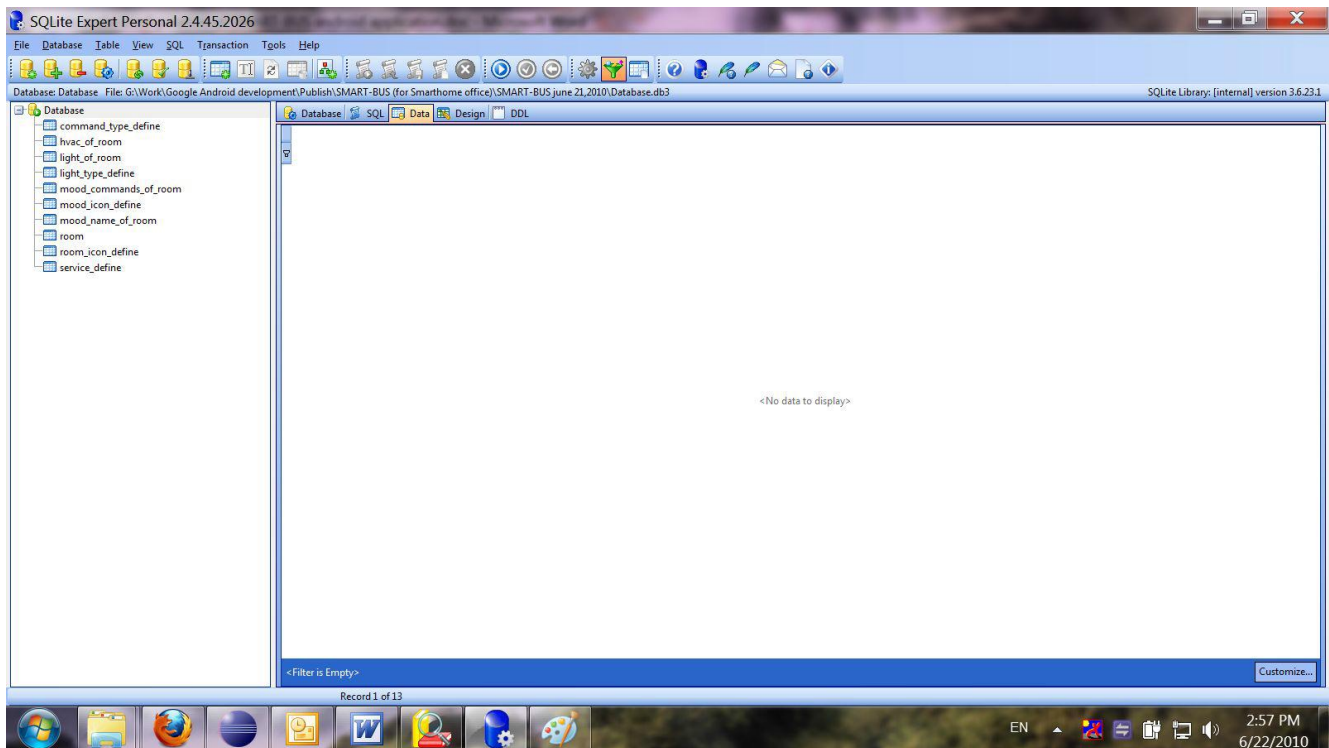 SQLite Expert Personal 2.4.45.2026
File Database Table View SQL Transaction Tools Help
Database: Database File: G:\Work\Google Android development\Publish\SMART-BUS (for Smarthome office)\SMART-BUS june 21,2010\Database.db3 SQLite Library: [internal] version 3.6.23.1
Database
command_type_define
hvac_of_room
light_of_room
light_type_define
mood_commands_of_room
mood_icon_define
mood_name_of_room
room
room_icon_define
service_define
Database SQL Data Design DDL
<No data to display>
<Filter is Empty> Customize...
Record 1 of 13
EN 2:57 PM
6/22/2010